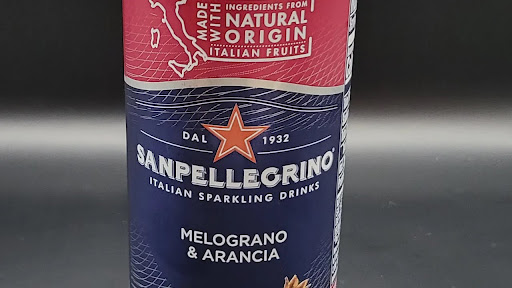 MADE WITH
INGREDIENTS FROM
NATURAL
ORIGIN
ITALIAN FRUITS
DAL 1932
SANPELLEGRINO®
ITALIAN SPARKLING DRINKS
MELOGRANO
& ARANCIA